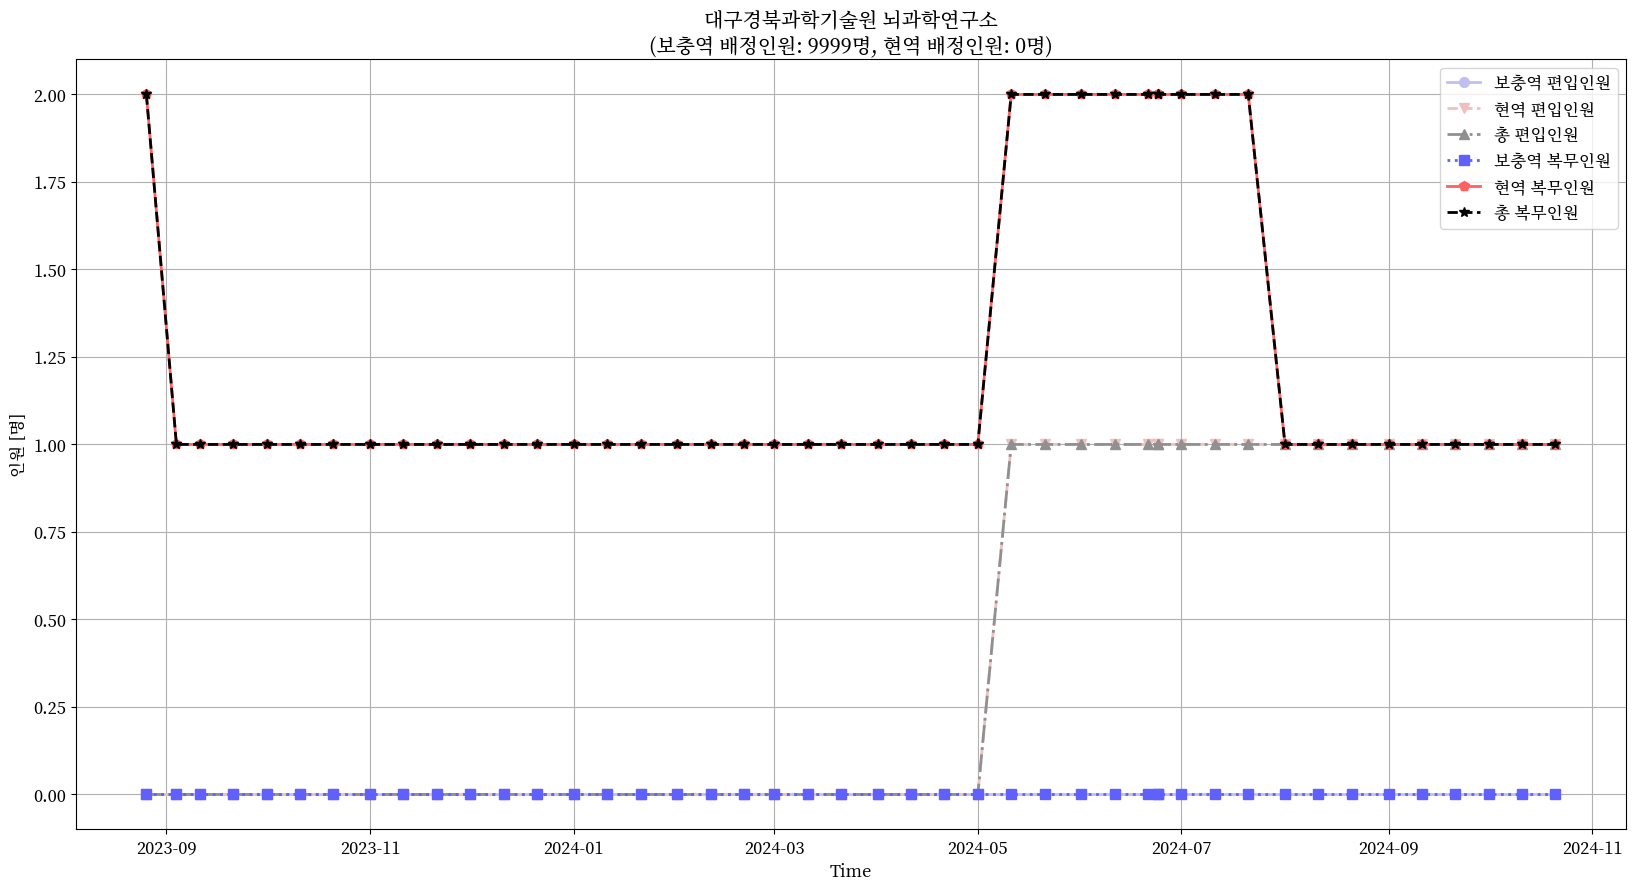 대구경북과학기술원 뇌과학연구소
(보충역 배정인원: 9999명, 현역 배정인원: 0명)
보충역 편입인원
현역 편입인원
총 편입인원
보충역 복무인원
현역 복무인원
총 복무인원
인원 [명]
2.00
1.75
1.50
1.25
1.00
0.75
0.50
0.25
0.00
2023-09
2023-11
2024-01
2024-03
2024-05
2024-07
2024-09
2024-11
Time